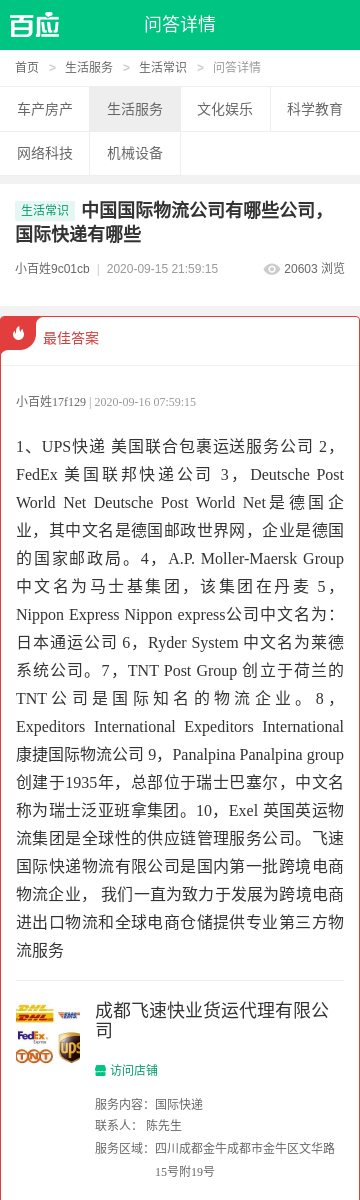 百应
问答详情
首页 > 生活服务 > 生活常识 > 问答详情
车产房产 生活服务 文化娱乐 科学教育
网络科技 机械设备
生活常识 中国国际物流公司有哪些公司，
国际快递有哪些
小百姓9c01cb | 2020-09-15 21:59:15 20603 浏览
最佳答案
小百姓17f129 | 2020-09-16 07:59:15
1、UPS快递 美国联合包裹运送服务公司 2，
FedEx 美国联邦快递公司 3，Deutsche Post
World Net Deutsche Post World Net是德国企
业，其中文名是德国邮政世界网，企业是德国
的国家邮政局。4，A.P. Moller-Maersk Group
中文名为马士基集团，该集团在丹麦 5，
Nippon Express Nippon express公司中文名为：
日本通运公司 6，Ryder System 中文名为莱德
系统公司。7，TNT Post Group 创立于荷兰的
TNT公司是国际知名的物流企业。8，
Expeditors International Expeditors International
康捷国际物流公司 9，Panalpina Panalpina group
创建于1935年，总部位于瑞士巴塞尔，中文名
称为瑞士泛亚班拿集团。10，Exel 英国英运物
流集团是全球性的供应链管理服务公司。飞速
国际快递物流有限公司是国内第一批跨境电商
物流企业， 我们一直为致力于发展为跨境电商
进出口物流和全球电商仓储提供专业第三方物
流服务
DHL
DHL EMS
FedEx
Express
TNT ups
成都飞速快业货运代理有限公
司
访问店铺
服务内容：国际快递
联系人： 陈先生
服务区域：四川成都金牛成都市金牛区文华路
15号附19号